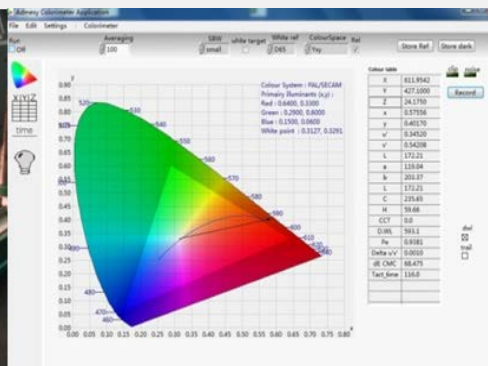 Admesy Colorimeter Application
File Edit Settings Colorimeter
Run
Off
Averaging
100
SBW
small
white target
White ref
D65
ColourSpace
Yxy
Rel
Store Ref
Store dark
XYZ
time
Colour System : PAL/SECAM
Primary illuminants (x,y) :
Red : 0.6400, 0.3300
Green : 0.2900, 0.6000
Blue : 0.1500, 0.0600
White point : 0.3127, 0.3291
y
0.90
0.85
0.80
0.75
0.70
0.65
0.60
0.55
0.50
0.45
0.40
0.35
0.30
0.25
0.20
0.15
0.10
0.05
0.00
0.00 0.05 0.10 0.15 0.20 0.25 0.30 0.35 0.40 0.45 0.50 0.55 0.60 0.65 0.70 0.75 0.80
x
520
530
540
550
560
570
580
590
600
610
480
470
460
Colour table
X 611.9542
Y 427.1000
Z 24.1750
x 0.57556
y 0.40170
u' 0.34520
v' 0.54208
L 172.21
a 119.04
b 203.37
L 172.21
C 235.65
H 59.66
CCT 0.0
D.WL 593.1
Pe 0.9381
Delta u'v' 0.0010
dE CMC 68.475
Tact_time 116.0
clip noise
Record
dwl
trail